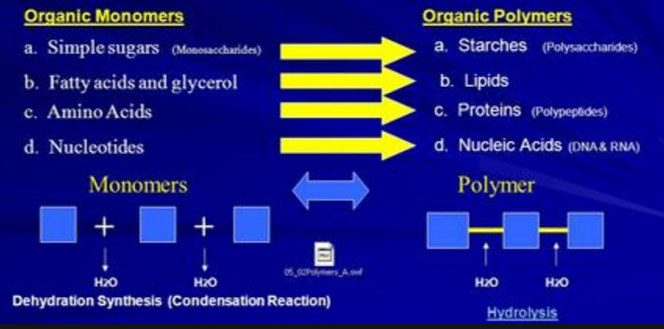 Organic Monomers
a. Simple sugars (Monosaccharides)
b. Fatty acids and glycerol
c. Amino Acids
d. Nucleotides
Organic Polymers
a. Starches (Polysaccharides)
b. Lipids
c. Proteins (Polypeptides)
d. Nucleic Acids (DNA & RNA)
Monomers
Polymer
+ +
H2O H2O
05_02Polymers_A.swf
H2O H2O
Dehydration Synthesis (Condensation Reaction)
Hydrolysis